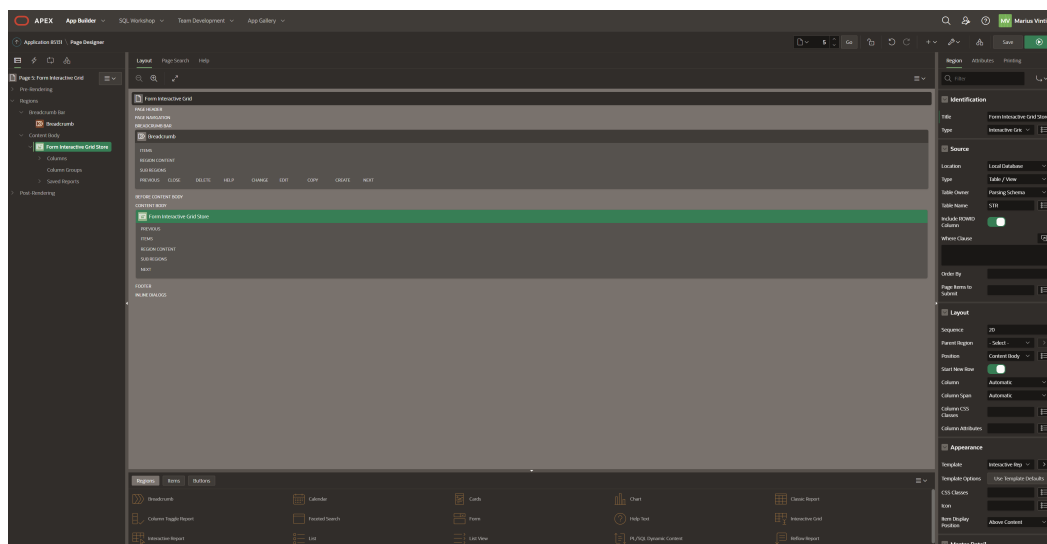 APEX App Builder SQL Workshop Team Development App Gallery MV Marius Vinti
Application 85131 \ Page Designer 5 Go Save
Layout Page Search Help
Region Attributes Printing
Page 5: Form Interactive Grid
Pre-Rendering
Regions
Breadcrumb Bar
Breadcrumb
Content Body
Form Interactive Grid Store
Columns
Column Groups
Saved Reports
Post-Rendering
Form Interactive Grid
PAGE HEADER
PAGE NAVIGATION
BREADCRUMB BAR
Breadcrumb
ITEMS
REGION CONTENT
SUB REGIONS
PREVIOUS CLOSE DELETE HELP CHANGE EDIT COPY CREATE NEXT
BEFORE CONTENT BODY
CONTENT BODY
Form Interactive Grid Store
PREVIOUS
ITEMS
REGION CONTENT
SUB REGIONS
NEXT
FOOTER
INLINE DIALOGS
Regions Items Buttons
Breadcrumb Calendar Cards Chart Classic Report
Column Toggle Report Faceted Search Form Help Text Interactive Grid
Interactive Report List List View PL/SQL Dynamic Content Reflow Report
Filter
Identification
Title Form Interactive Grid Store
Type Interactive Gric
Source
Location Local Database
Type Table / View
Table Owner Parsing Schema
Table Name STR
Include ROWID
Column
Where Clause
Order By
Page Items to
Submit
Layout
Sequence 20
Parent Region - Select -
Position Content Body
Start New Row
Column Automatic
Column Span Automatic
Column CSS
Classes
Column Attributes
Appearance
Template Interactive Rep
Template Options Use Template Defaults
CSS Classes
Icon
Item Display
Position Above Content